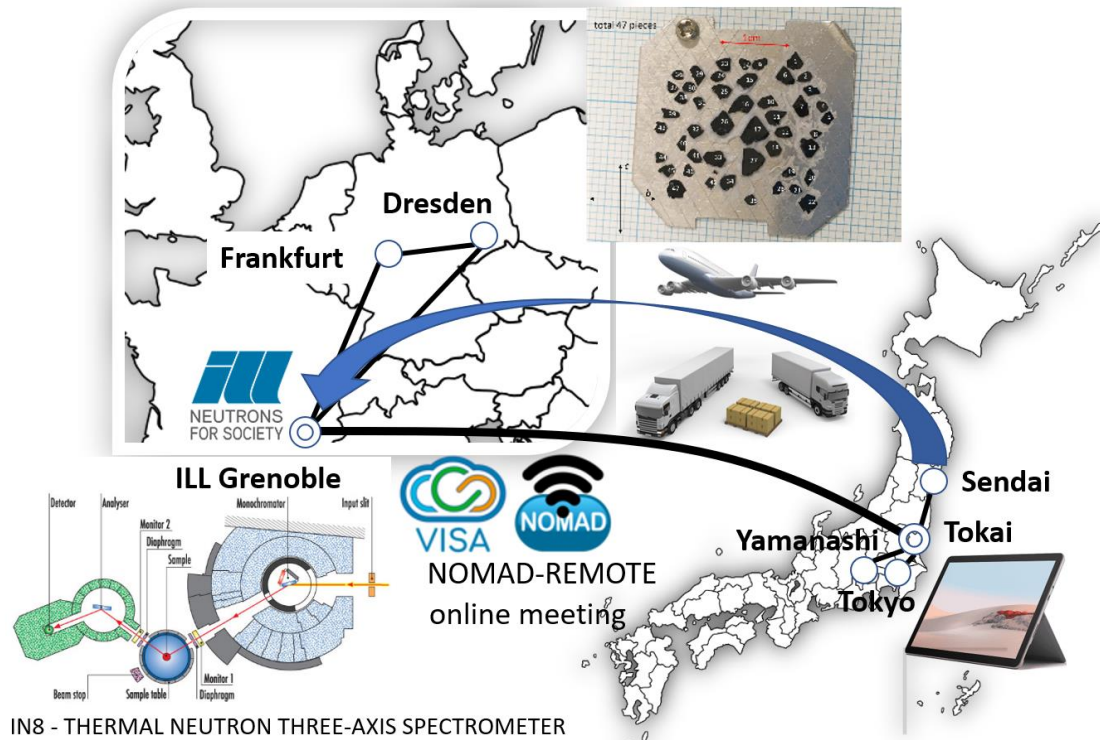 total 47 pieces
1cm
c
b
Dresden
Frankfurt
ill
NEUTRONS
FOR SOCIETY
ILL Grenoble
Sendai
Tokai
Yamanashi
Tokyo
VISA
NOMAD
NOMAD-REMOTE
online meeting
Detector
Analyser
Monochromator
Input slit
Monitor 2
Diaphragm
Sample
Monitor 1
Beam stop
Sample table
Diaphragm
IN8 - THERMAL NEUTRON THREE-AXIS SPECTROMETER